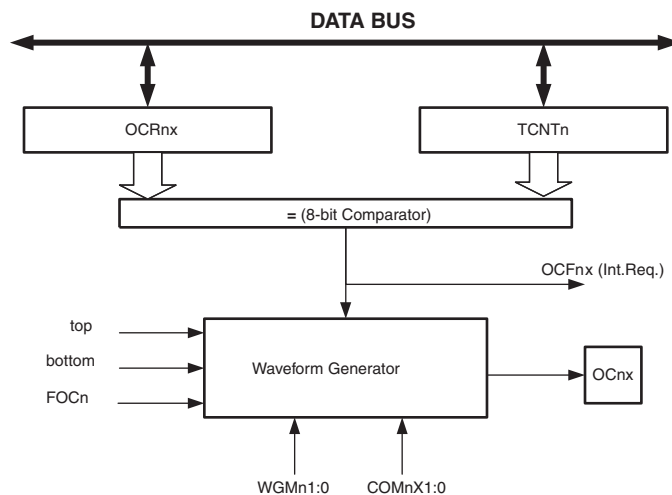 DATA BUS
OCRnx
TCNTn
= (8-bit Comparator)
OCFnx (Int.Req.)
top
bottom
FOCn
Waveform Generator
OCnx
WGMn1:0
COMnX1:0